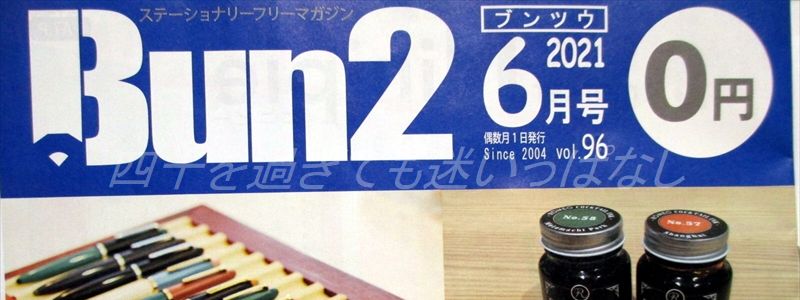 ステーショナリーフリーマガジン
Bun2
ブンツウ
2021
6月号
偶数月1日発行
Since 2004 vol.96
0円
四十を過ぎても迷いっぱなし
No.58
No.57
Shanghai